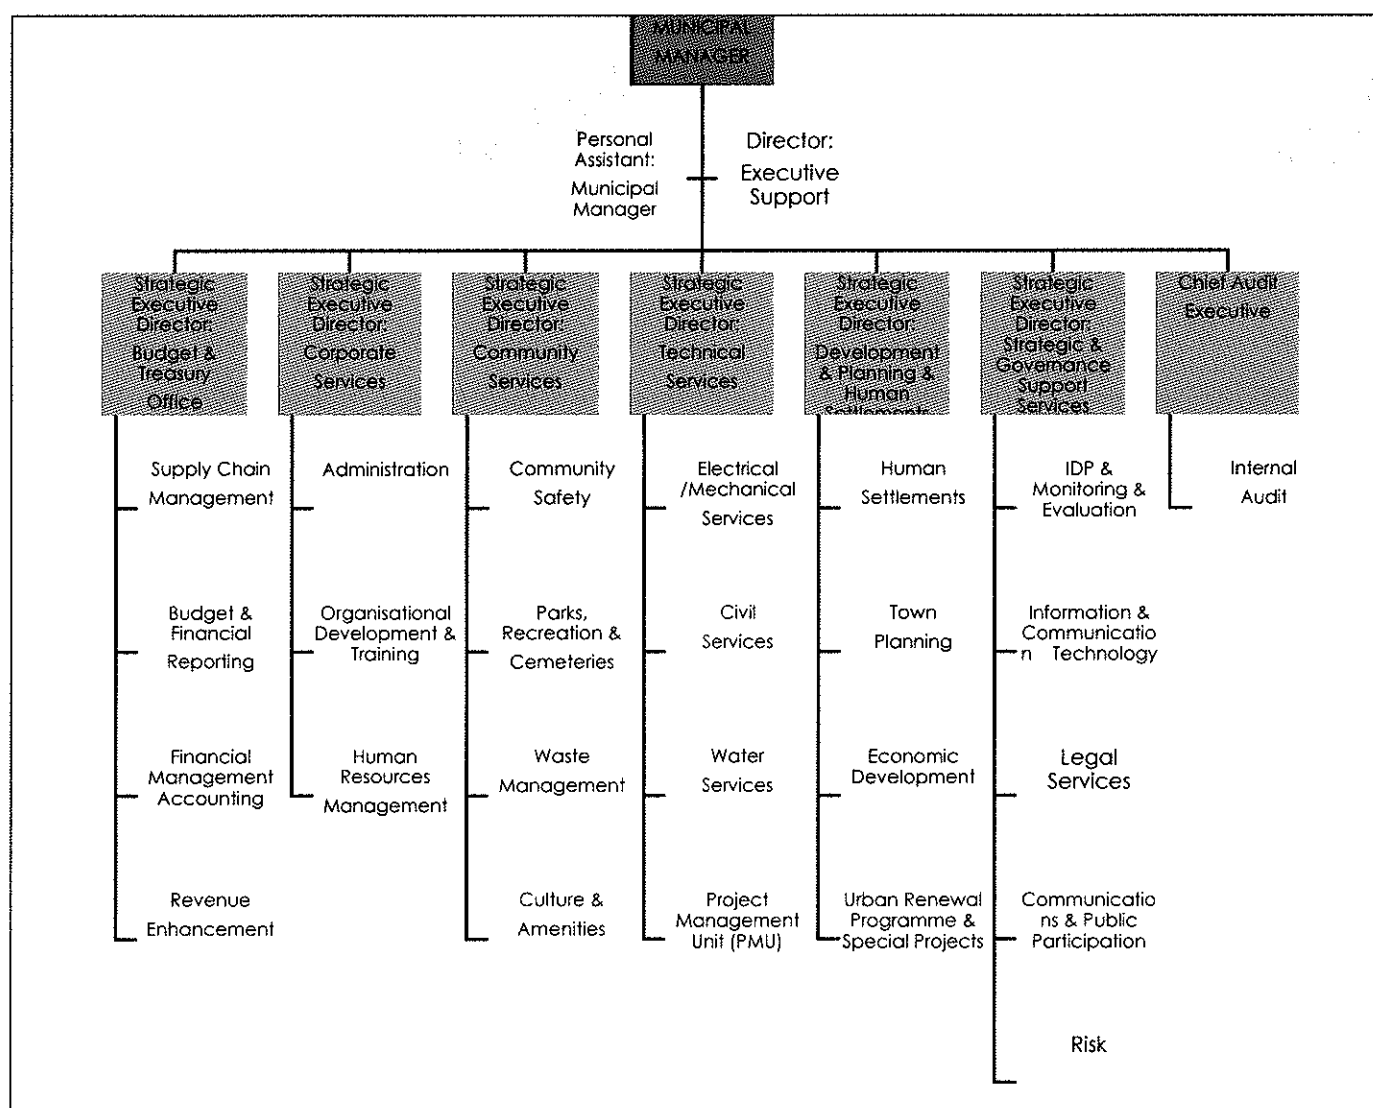 MUNICIPAL
MANAGER
Personal
Assistant:
Municipal
Manager
Director:
Executive
Support
Strategic
Executive
Director:
Budget &
Treasury
Office
Strategic
Executive
Director:
Corporate
Services
Strategic
Executive
Director:
Community
Services
Strategic
Executive
Director:
Technical
Services
Strategic
Executive
Director:
Development
& Planning &
Human
Settlements
Strategic
Executive
Director:
Strategic &
Governance
Support
Services
Chief Audit
Executive
Supply Chain
Management
Budget &
Financial
Reporting
Financial
Management
Accounting
Revenue
Enhancement
Administration
Organisational
Development &
Training
Human
Resources
Management
Community
Safety
Parks,
Recreation &
Cemeteries
Waste
Management
Culture &
Amenities
Electrical
/Mechanical
Services
Civil
Services
Water
Services
Project
Management
Unit (PMU)
Human
Settlements
Town
Planning
Economic
Development
Urban Renewal
Programme &
Special Projects
IDP &
Monitoring &
Evaluation
Information &
Communicatio
n Technology
Legal
Services
Communicatio
ns & Public
Participation
Risk
Internal
Audit